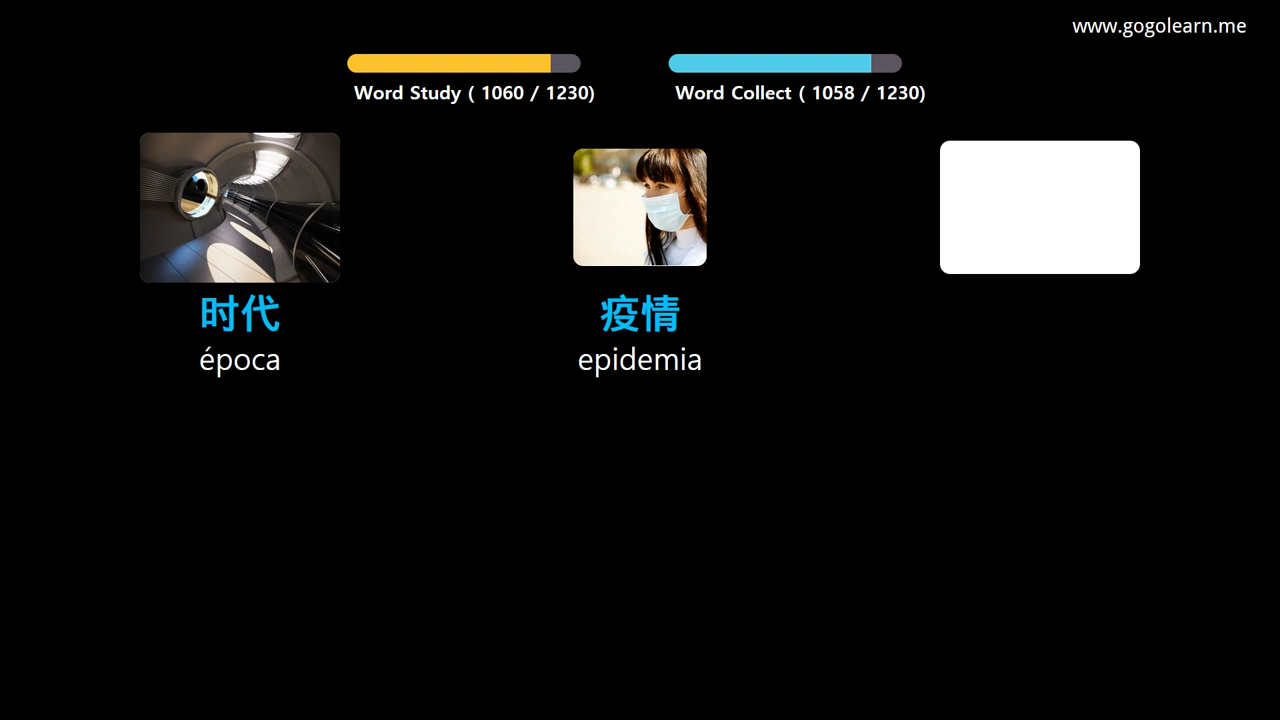 www.gogolearn.me
Word Study ( 1060 / 1230)
Word Collect ( 1058 / 1230)
时代
época
疫情
epidemia